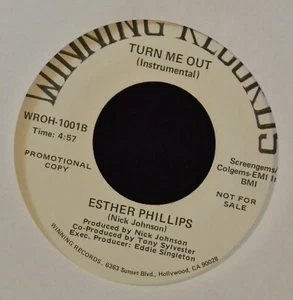 WINNING RECORDS
TURN ME OUT
(Instrumental)
WROH-1001B
Time: 4:57
PROMOTIONAL
COPY
Screengems/
Colgems-EMI
BMI
NOT FOR
SALE
ESTHER PHILLIPS
(Nick Johnson)
Produced by Nick Johnson
Co-Produced by Tony Sylvester
Exec. Producer: Eddie Singleton
WINNING RECORDS, 6363 Sunset Blvd., Hollywood, CA 90028